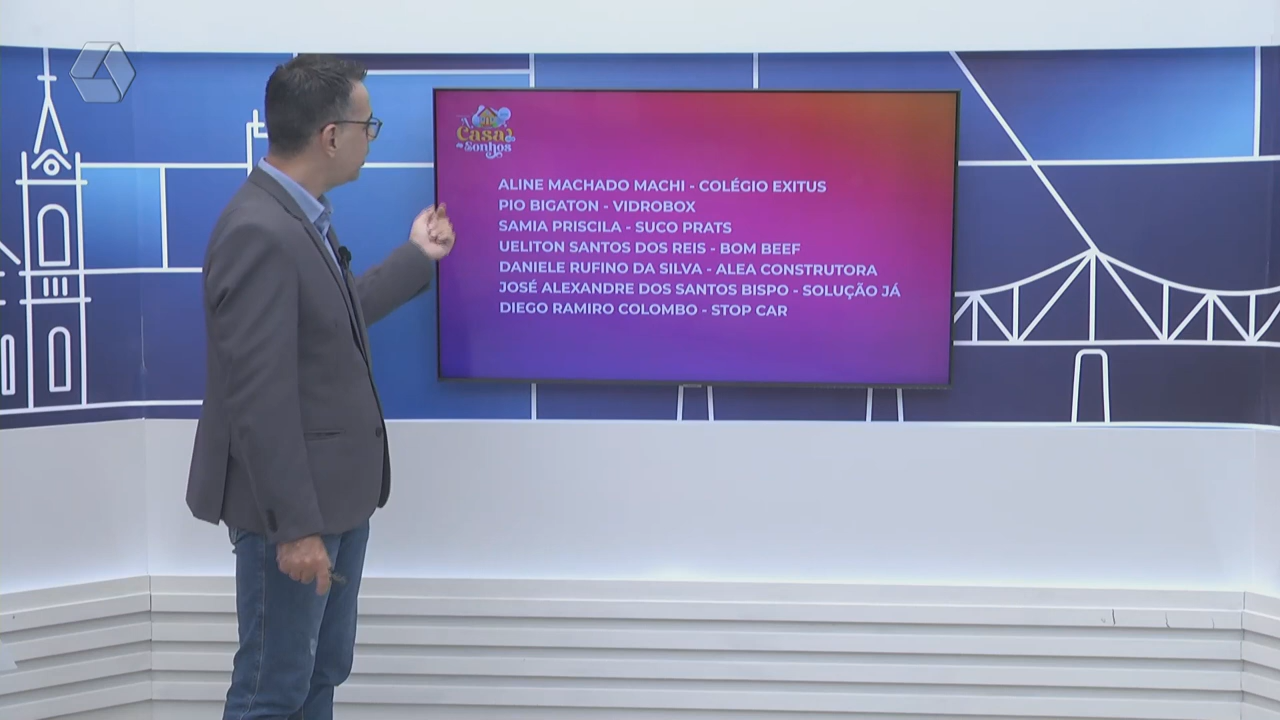 Casa
de Sonhos
ALINE MACHADO MACHI - COLÉGIO EXITUS
PIO BIGATON - VIDROBOX
SAMIA PRISCILA - SUCO PRATS
UELITON SANTOS DOS REIS - BOM BEEF
DANIELE RUFINO DA SILVA - ALEA CONSTRUTORA
JOSÉ ALEXANDRE DOS SANTOS BISPO - SOLUÇÃO JÁ
DIEGO RAMIRO COLOMBO - STOP CAR